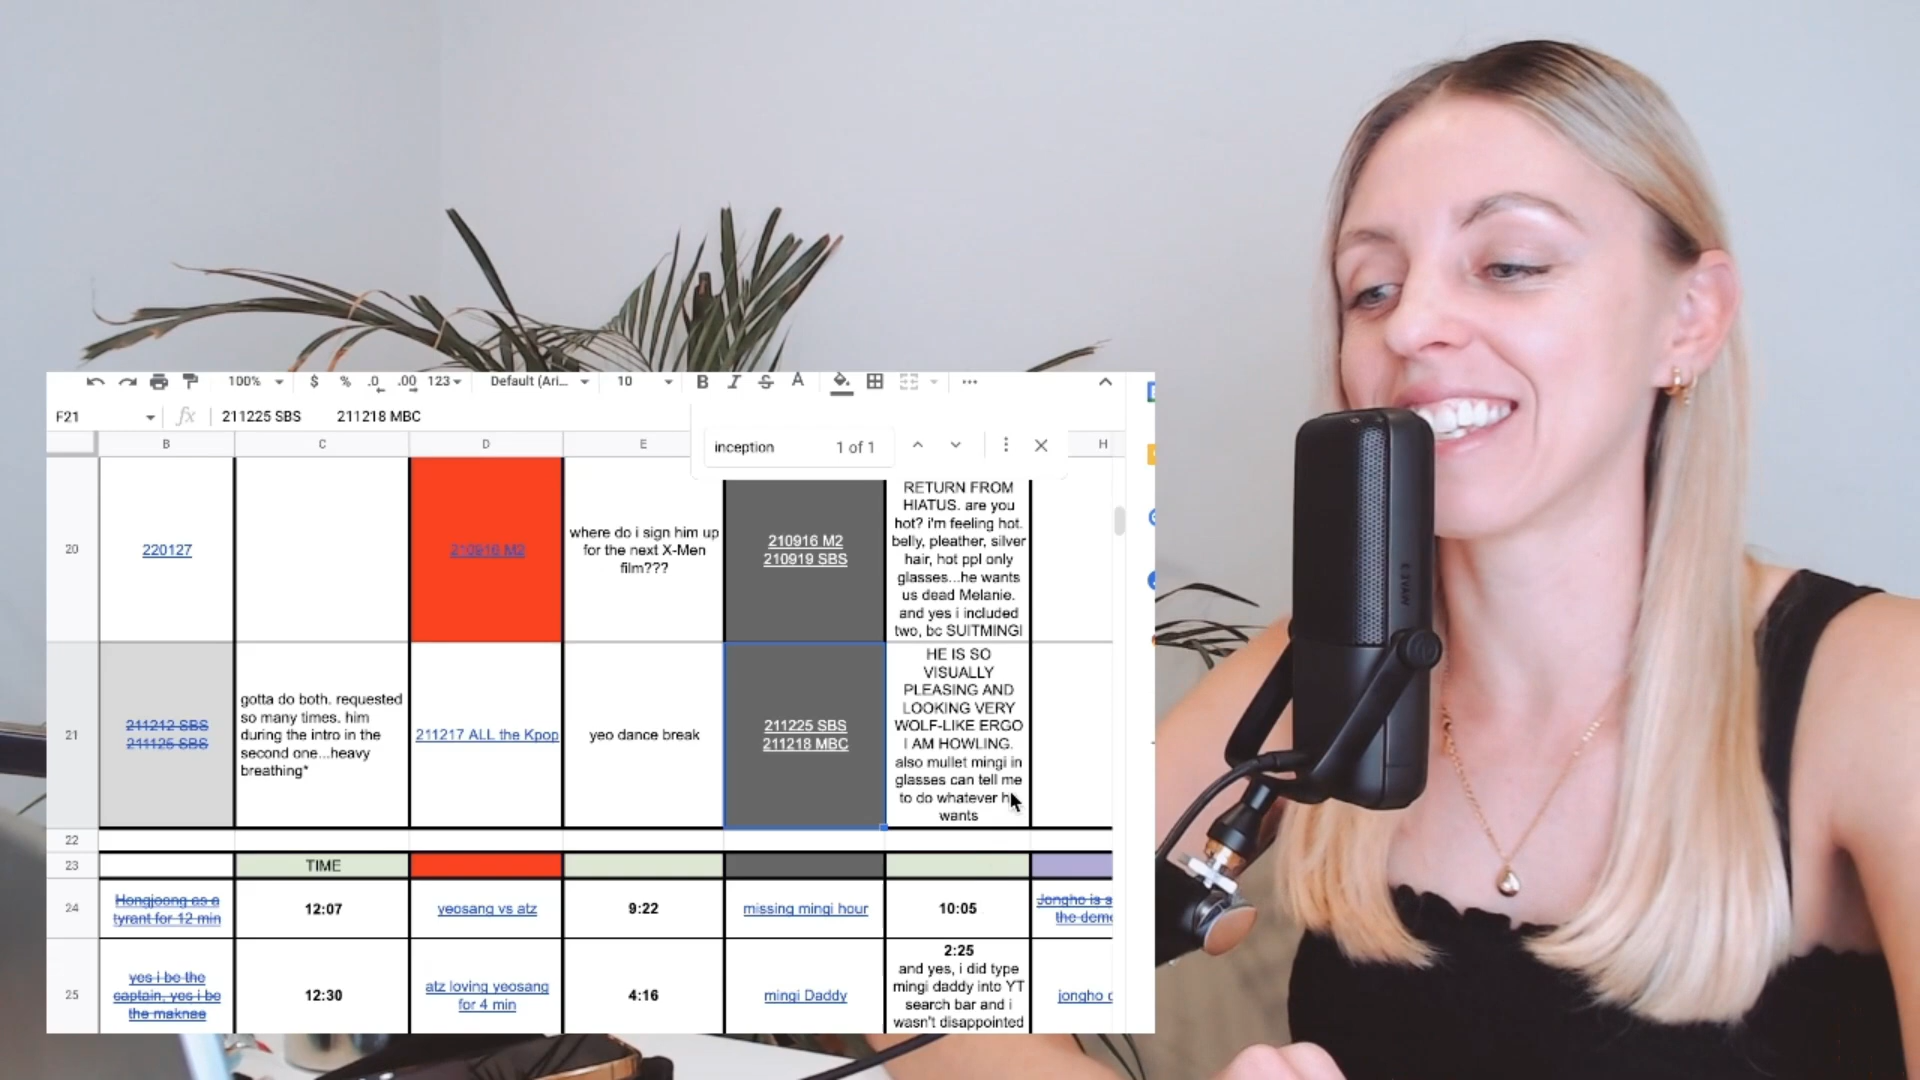 100%
$ % .0 .00 123
Default (Ari...
10
B I S A
F21
fx
211225 SBS 211218 MBC
inception
1 of 1
B C D E H
20
220127
210916 M2
where do i sign him up
for the next X-Men
film???
210916 M2
210919 SBS
RETURN FROM
HIATUS. are you
hot? i'm feeling hot.
belly, pleather, silver
hair, hot ppl only
glasses...he wants
us dead Melanie.
and yes i included
two, bc SUITMINGI
21
211212 SBS
211125 SBS
gotta do both. requested
so many times. him
during the intro in the
second one...heavy
breathing*
211217 ALL the Kpop
yeo dance break
211225 SBS
211218 MBC
HE IS SO
VISUALLY
PLEASING AND
LOOKING VERY
WOLF-LIKE ERGO
I AM HOWLING.
also mullet mingi in
glasses can tell me
to do whatever
wants
22
23
TIME
24
Hongjoong as a
tyrant for 12 min
12:07
yeosang vs atz
9:22
missing mingi hour
10:05
Jongho is s
the dem
25
yes i be the
captain, yes i be
the maknae
12:30
atz loving yeosang
for 4 min
4:16
mingi Daddy
2:25
and yes, i did type
mingi daddy into YT
search bar and i
wasn't disappointed
jongho